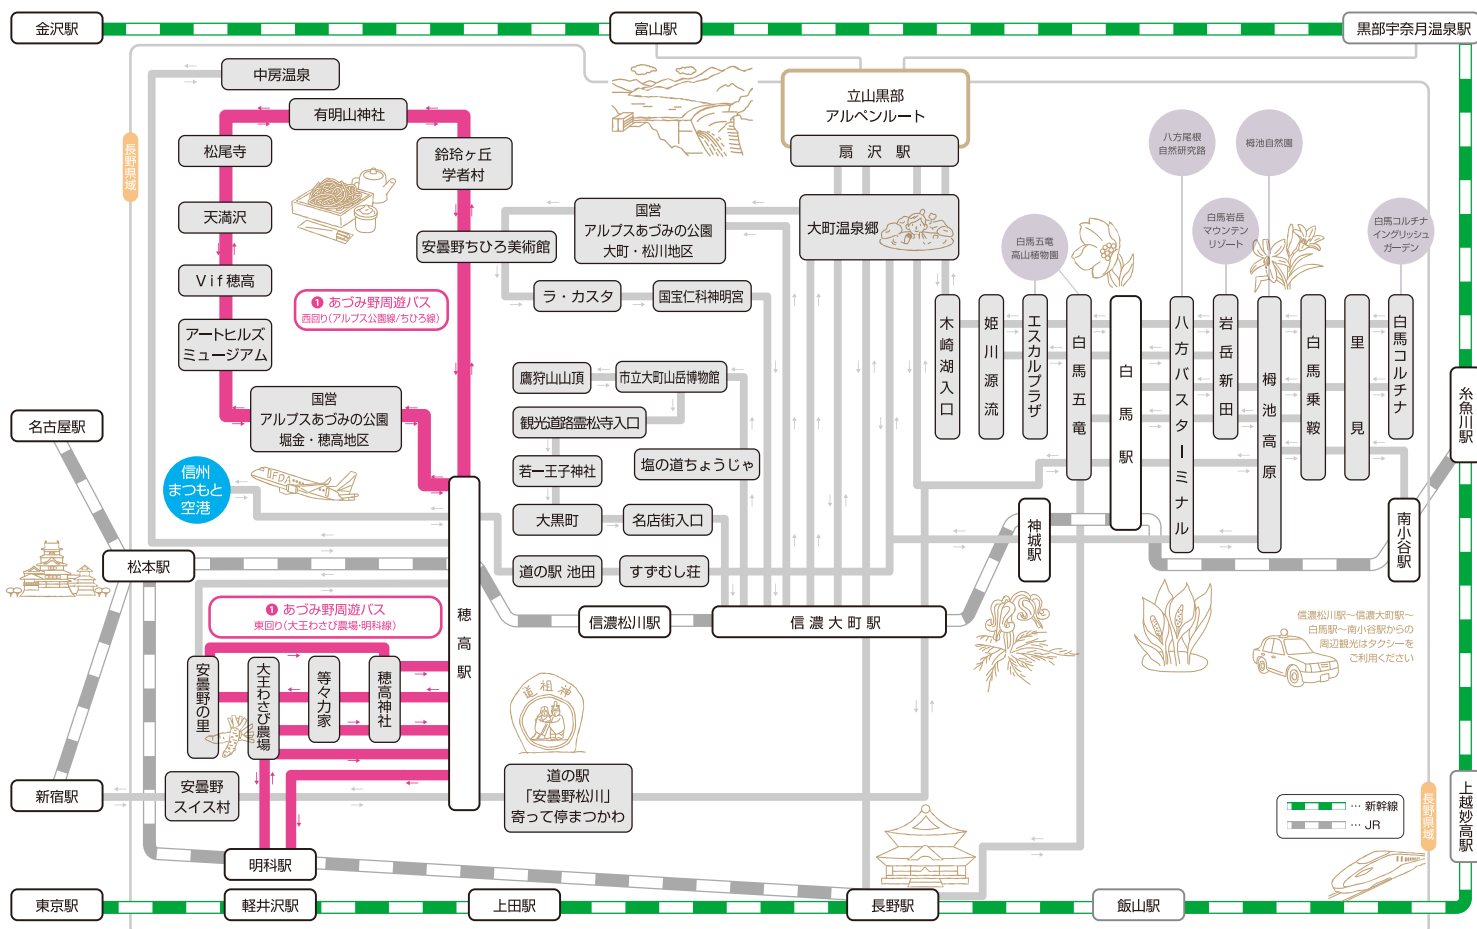 金沢駅
富山駅
黒部宇奈月温泉駅
中房温泉
有明山神社
松尾寺
鈴玲ヶ丘
学者村
長野県域
天満沢
安曇野ちひろ美術館
Vif穂高
❶ あづみ野周遊バス
西回り(アルプス公園線/ちひろ線)
アートヒルズ
ミュージアム
国営
アルプスあづみの公園
堀金・穂高地区
立山黒部
アルペンルート
扇沢駅
国営
アルプスあづみの公園
大町・松川地区
大町温泉郷
ラ・カスタ
国宝仁科神明宮
八方尾根
自然研究路
栂池自然園
白馬五竜
高山植物園
白馬岩岳
マウンテン
リゾート
白馬コルチナ
イングリッシュ
ガーデン
木崎湖入口
姫川源流
エスカルプラザ
白馬五竜
白馬駅
八方バスターミナル
岩岳新田
栂池高原
白馬乗鞍
里見
白馬コルチナ
鷹狩山山頂
市立大町山岳博物館
観光道路霊松寺入口
若一王子神社
塩の道ちょうじゃ
大黒町
名店街入口
道の駅 池田
すずむし荘
名古屋駅
信州
まつもと
空港
FDA
松本駅
穂高駅
信濃松川駅
信濃大町駅
神城駅
南小谷駅
糸魚川駅
❶ あづみ野周遊バス
東回り(大王わさび農場・明科線)
安曇野の里
大王わさび農場
等々力家
穂高神社
道祖神
信濃松川駅〜信濃大町駅〜
白馬駅〜南小谷駅からの
周辺観光はタクシーを
ご利用ください
新宿駅
安曇野
スイス村
道の駅
「安曇野松川」
寄って停まつかわ
長野県域
上越妙高駅
… 新幹線
… JR
明科駅
東京駅
軽井沢駅
上田駅
長野駅
飯山駅